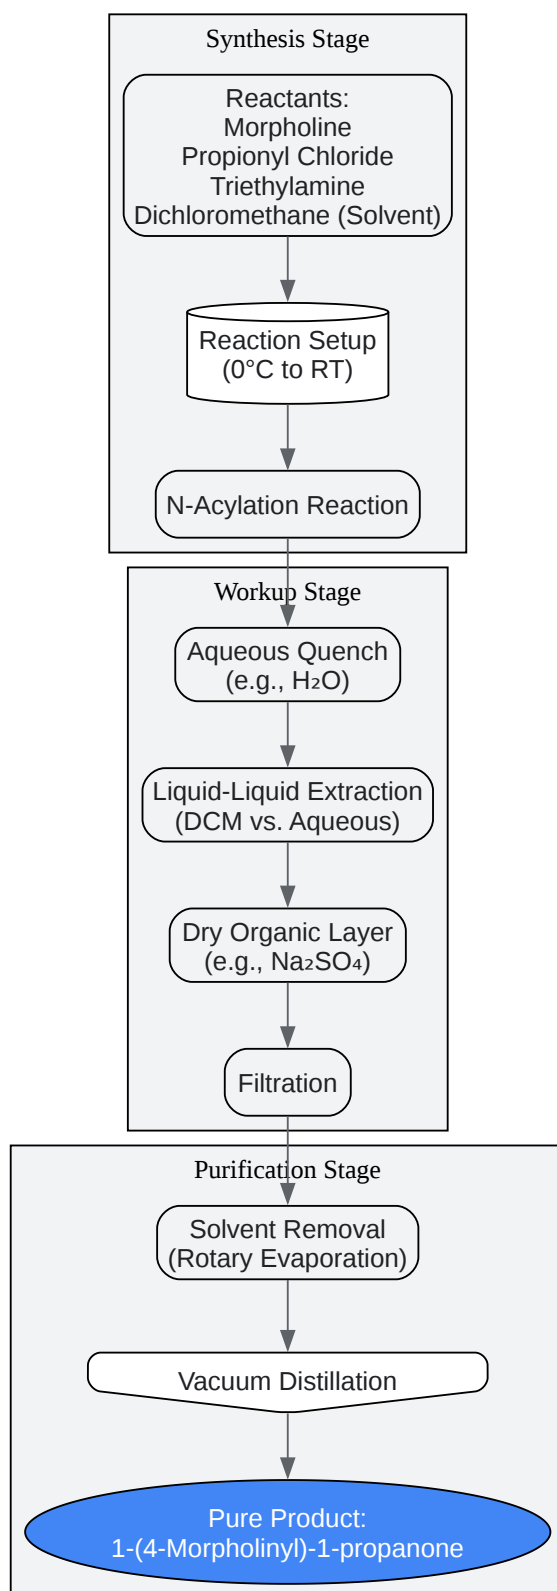 Synthesis Stage
Reactants:
Morpholine
Propionyl Chloride
Triethylamine
Dichloromethane (Solvent)
Reaction Setup
(0°C to RT)
N-Acylation Reaction
Workup Stage
Aqueous Quench
(e.g., H₂O)
Liquid-Liquid Extraction
(DCM vs. Aqueous)
Dry Organic Layer
(e.g., Na₂SO₄)
Filtration
Purification Stage
Solvent Removal
(Rotary Evaporation)
Vacuum Distillation
Pure Product:
1-(4-Morpholinyl)-1-propanone